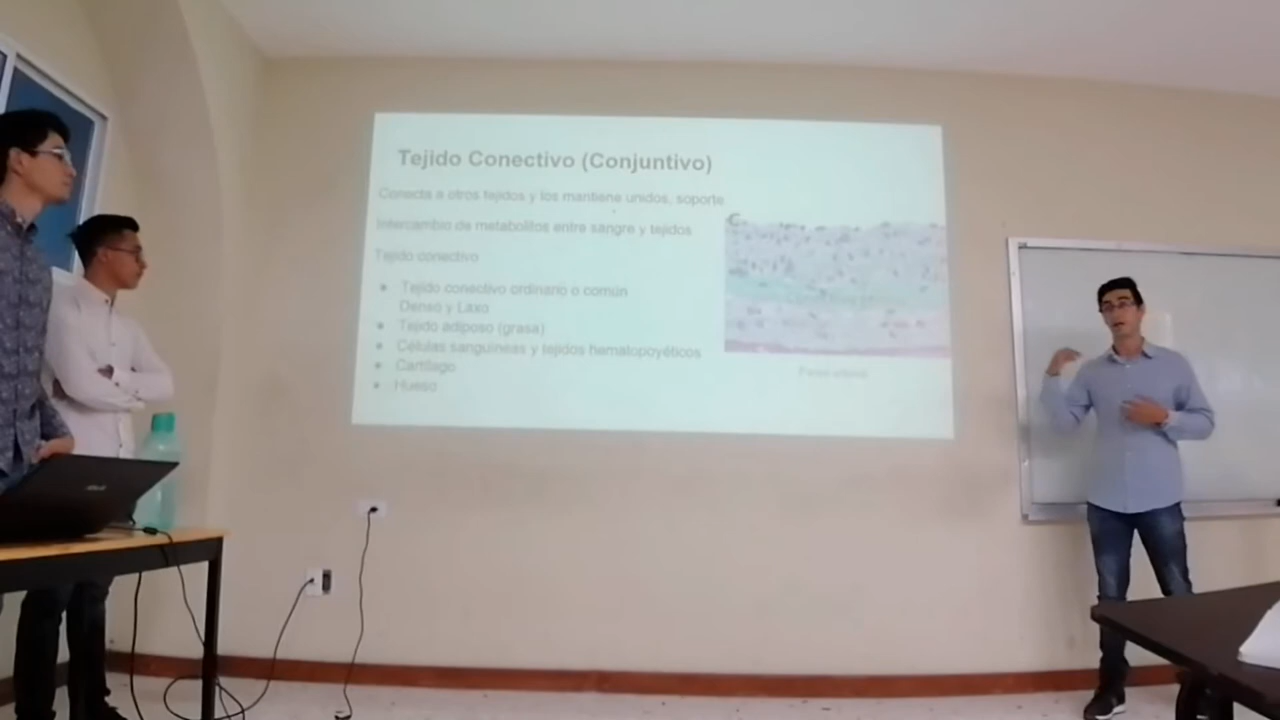 Tejido Conectivo (Conjuntivo)
Conecta a otros tejidos y los mantiene unidos, soporte
Intercambio de metabolitos entre sangre y tejidos
Tejido conectivo
Tejido conectivo ordinario o común
Denso y Laxo
Tejido adiposo (grasa)
Células sanguíneas y tejidos hematopoyéticos
Cartílago
Hueso
C